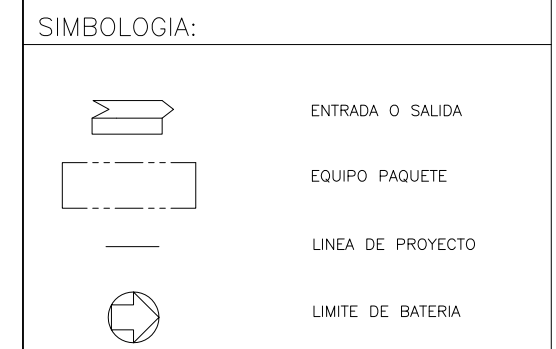 SIMBOLOGIA:
ENTRADA O SALIDA
EQUIPO PAQUETE
LINEA DE PROYECTO
LIMITE DE BATERIA